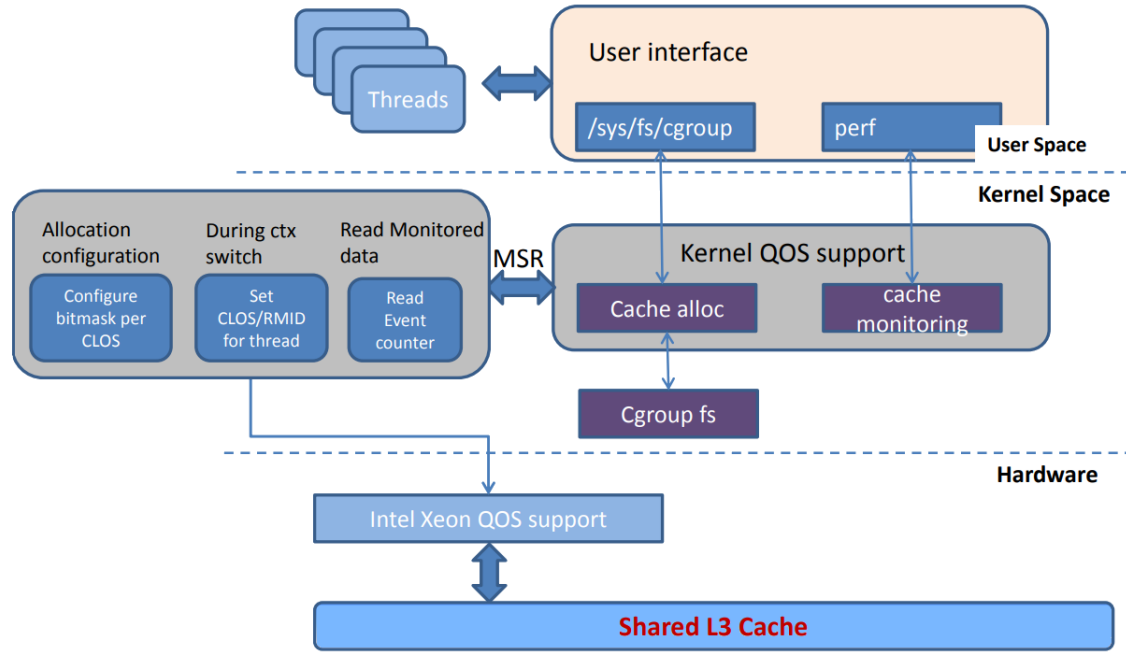 User interface
Threads
/sys/fs/cgroup
perf
User Space
Kernel Space
Allocation
configuration
During ctx
switch
Read Monitored
data
MSR
Kernel QOS support
Configure
bitmask per
CLOS
Set
CLOS/RMID
for thread
Read
Event
counter
Cache alloc
cache
monitoring
Cgroup fs
Hardware
Intel Xeon QOS support
Shared L3 Cache